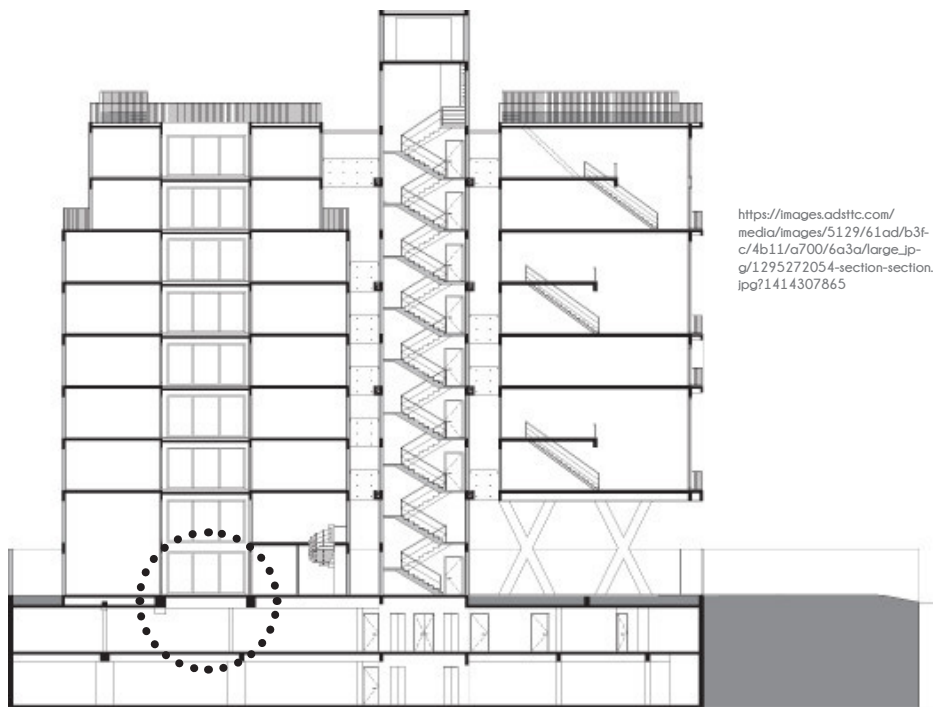 https://images.adsttc.com/
media/images/5129/61ad/b3f-
c/4b11/a700/6a3a/large_jp-
g/1295272054-section-section.
jpg?1414307865